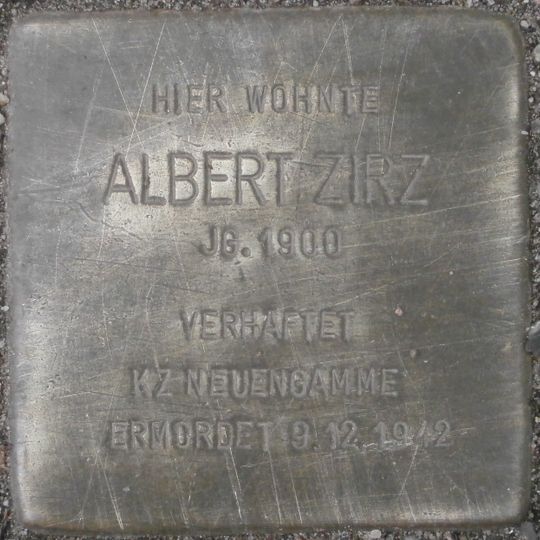 HIER WOHNTE
ALBERT ZIRZ
JG. 1900
VERHAFTET
KZ NEUENGAMME
ERMORDET 9.12.1942